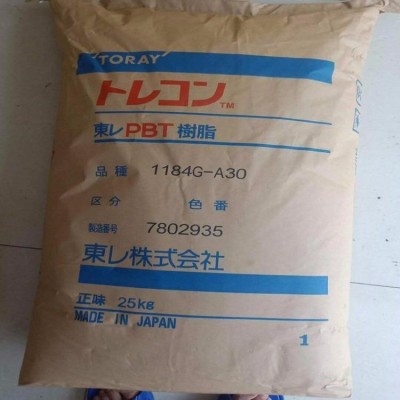 'TORAY'
トレコン™
東レPBT樹脂
品種 1184G-A30
区分 色番
製造番号 7802935
東レ株式会社
正味 25kg
MADE IN JAPAN
1